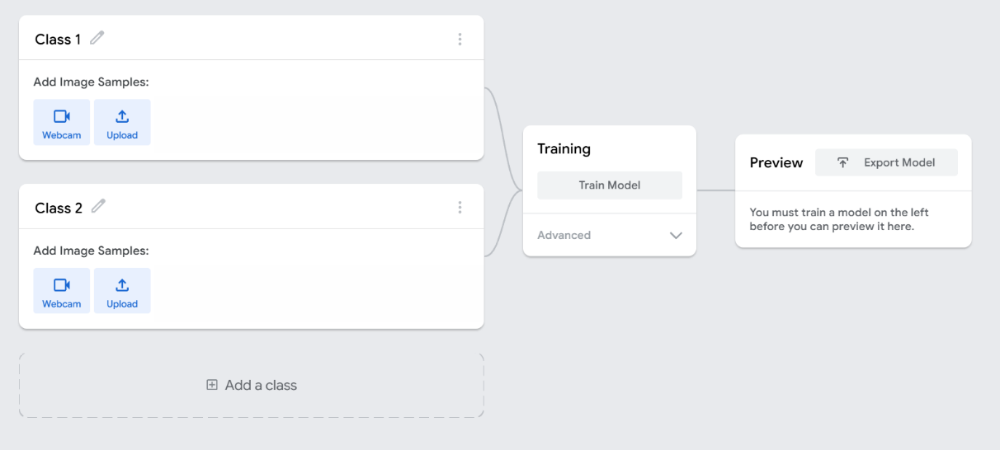 Class 1
Add Image Samples:
Webcam
Upload
Class 2
Add Image Samples:
Webcam
Upload
Add a class
Training
Train Model
Advanced
Preview
Export Model
You must train a model on the left
before you can preview it here.